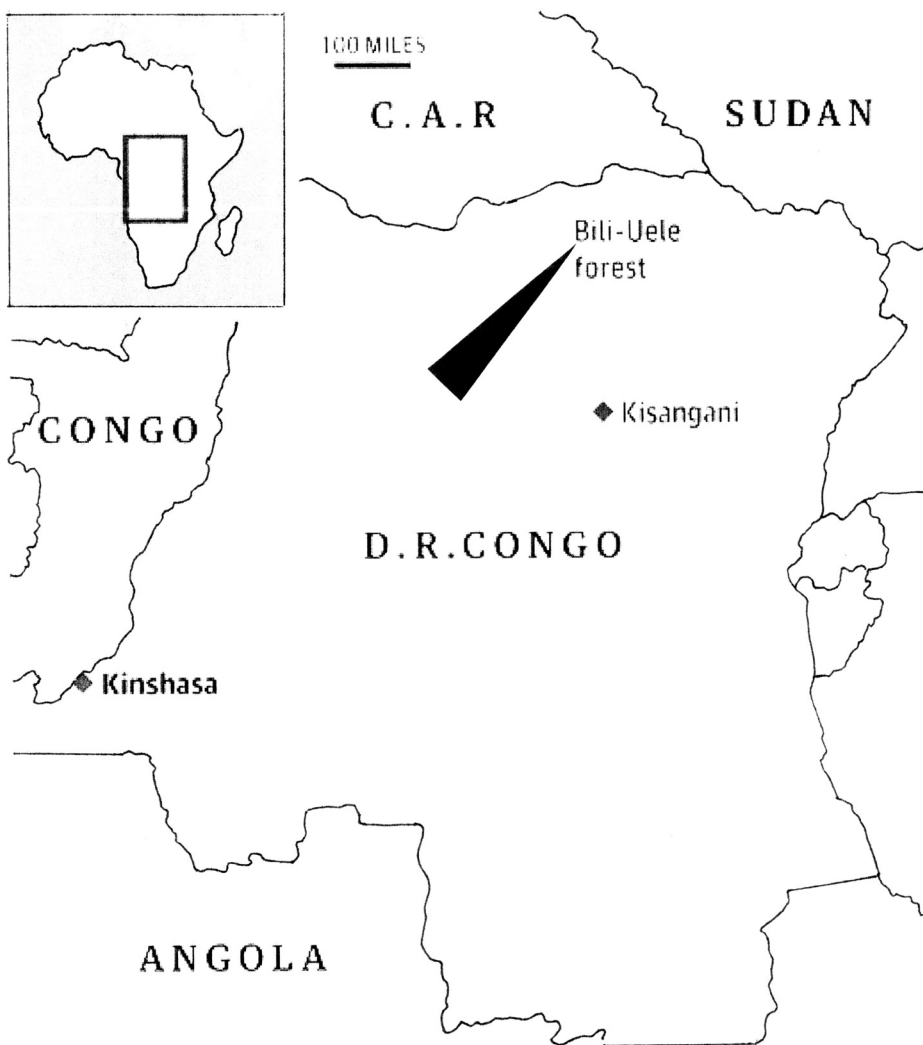 100 MILES
C.A.R
SUDAN
Bili-Uele
forest
CONGO
Kisangani
D.R.CONGO
Kinshasa
ANGOLA